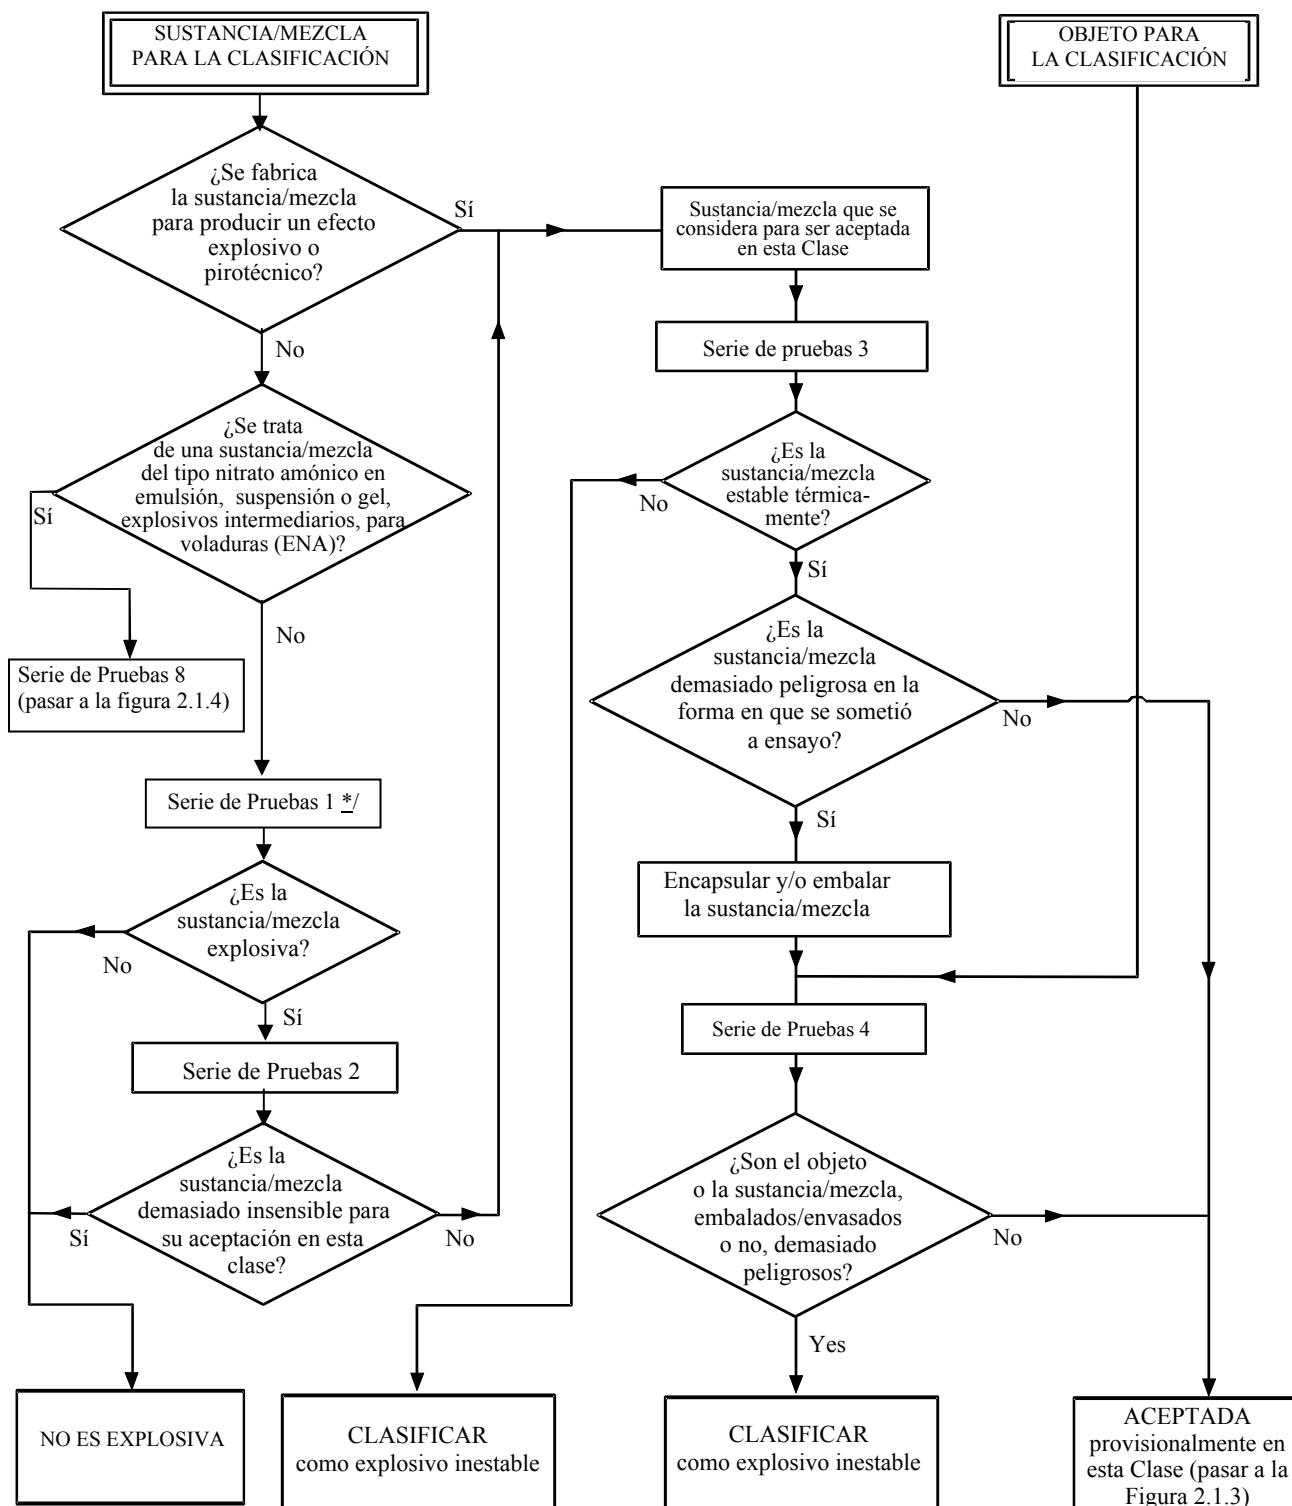 SUSTANCIA/MEZCLA
PARA LA CLASIFICACIÓN
OBJETO PARA
LA CLASIFICACIÓN
¿Se fabrica
la sustancia/mezcla
para producir un efecto
explosivo o
pirotécnico?
Sí
No
Sustancia/mezcla que se
considera para ser aceptada
en esta Clase
Serie de pruebas 3
¿Se trata
de una sustancia/mezcla
del tipo nitrato amónico en
emulsión, suspensión o gel,
explosivos intermediarios, para
voladuras (ENA)?
Sí
No
¿Es la
sustancia/mezcla
estable térmica-
mente?
No
Sí
Serie de Pruebas 8
(pasar a la figura 2.1.4)
¿Es la
sustancia/mezcla
demasiado peligrosa en la
forma en que se sometió
a ensayo?
No
Sí
Serie de Pruebas 1 */
¿Es la
sustancia/mezcla
explosiva?
No
Sí
Encapsular y/o embalar
la sustancia/mezcla
Serie de Pruebas 2
Serie de Pruebas 4
¿Es la
sustancia/mezcla
demasiado insensible para
su aceptación en esta
clase?
Sí
No
¿Son el objeto
o la sustancia/mezcla,
embalados/envasados
o no, demasiado
peligrosos?
No
Yes
NO ES EXPLOSIVA
CLASIFICAR
como explosivo inestable
CLASIFICAR
como explosivo inestable
ACEPTADA
provisionalmente en
esta Clase (pasar a la
Figura 2.1.3)